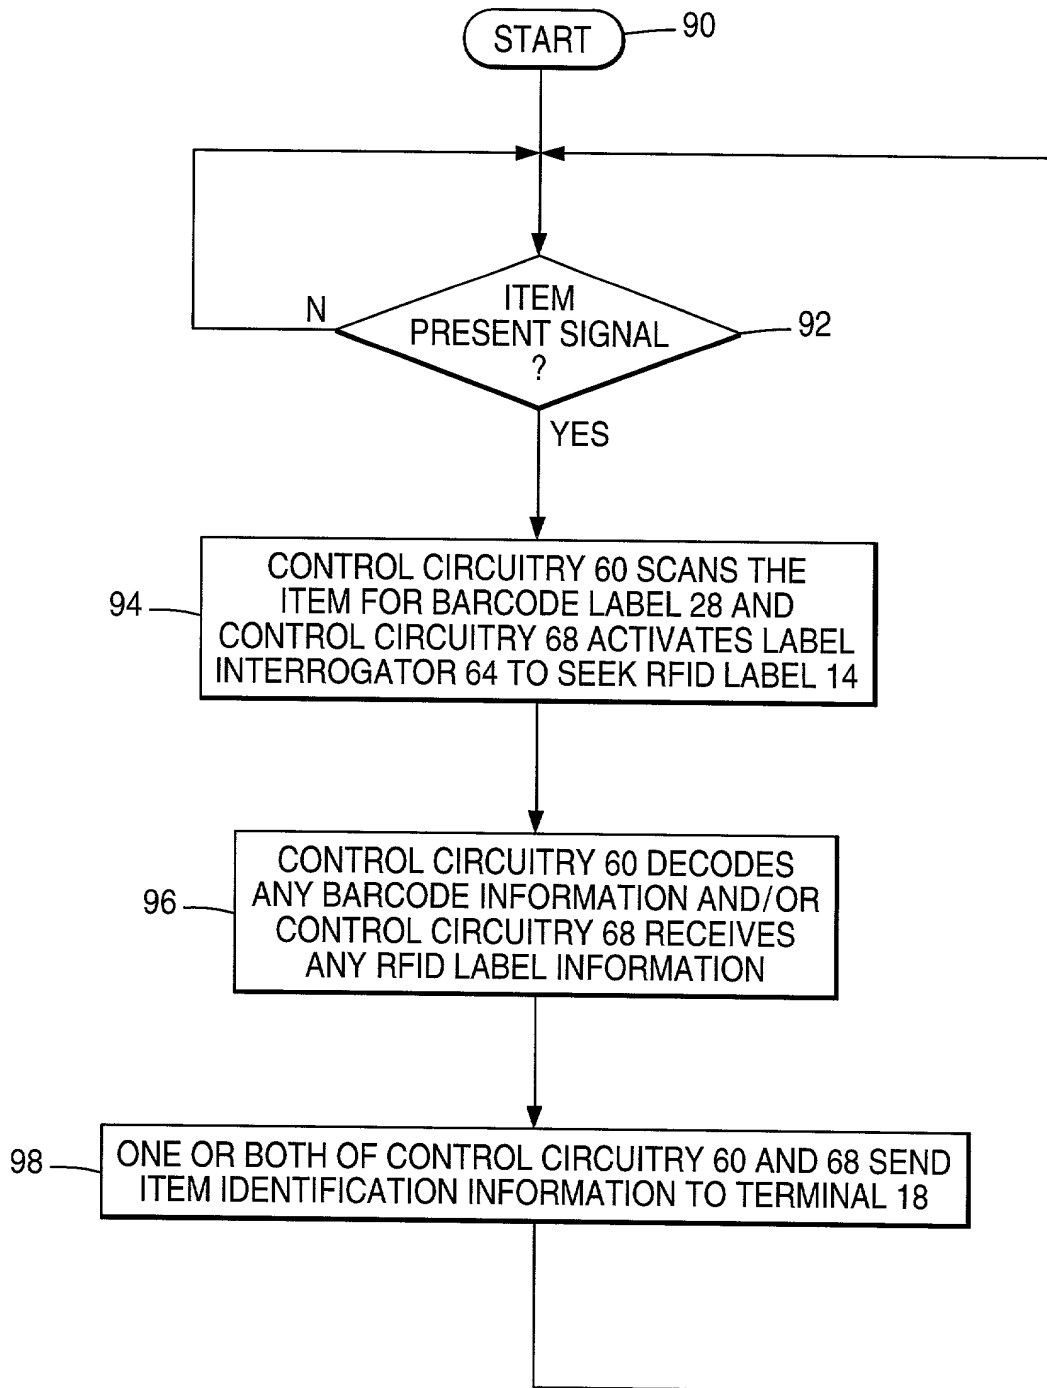 START
90
ITEM
PRESENT SIGNAL
?
92
N
YES
94
CONTROL CIRCUITRY 60 SCANS THE
ITEM FOR BARCODE LABEL 28 AND
CONTROL CIRCUITRY 68 ACTIVATES LABEL
INTERROGATOR 64 TO SEEK RFID LABEL 14
96
CONTROL CIRCUITRY 60 DECODES
ANY BARCODE INFORMATION AND/OR
CONTROL CIRCUITRY 68 RECEIVES
ANY RFID LABEL INFORMATION
98
ONE OR BOTH OF CONTROL CIRCUITRY 60 AND 68 SEND
ITEM IDENTIFICATION INFORMATION TO TERMINAL 18